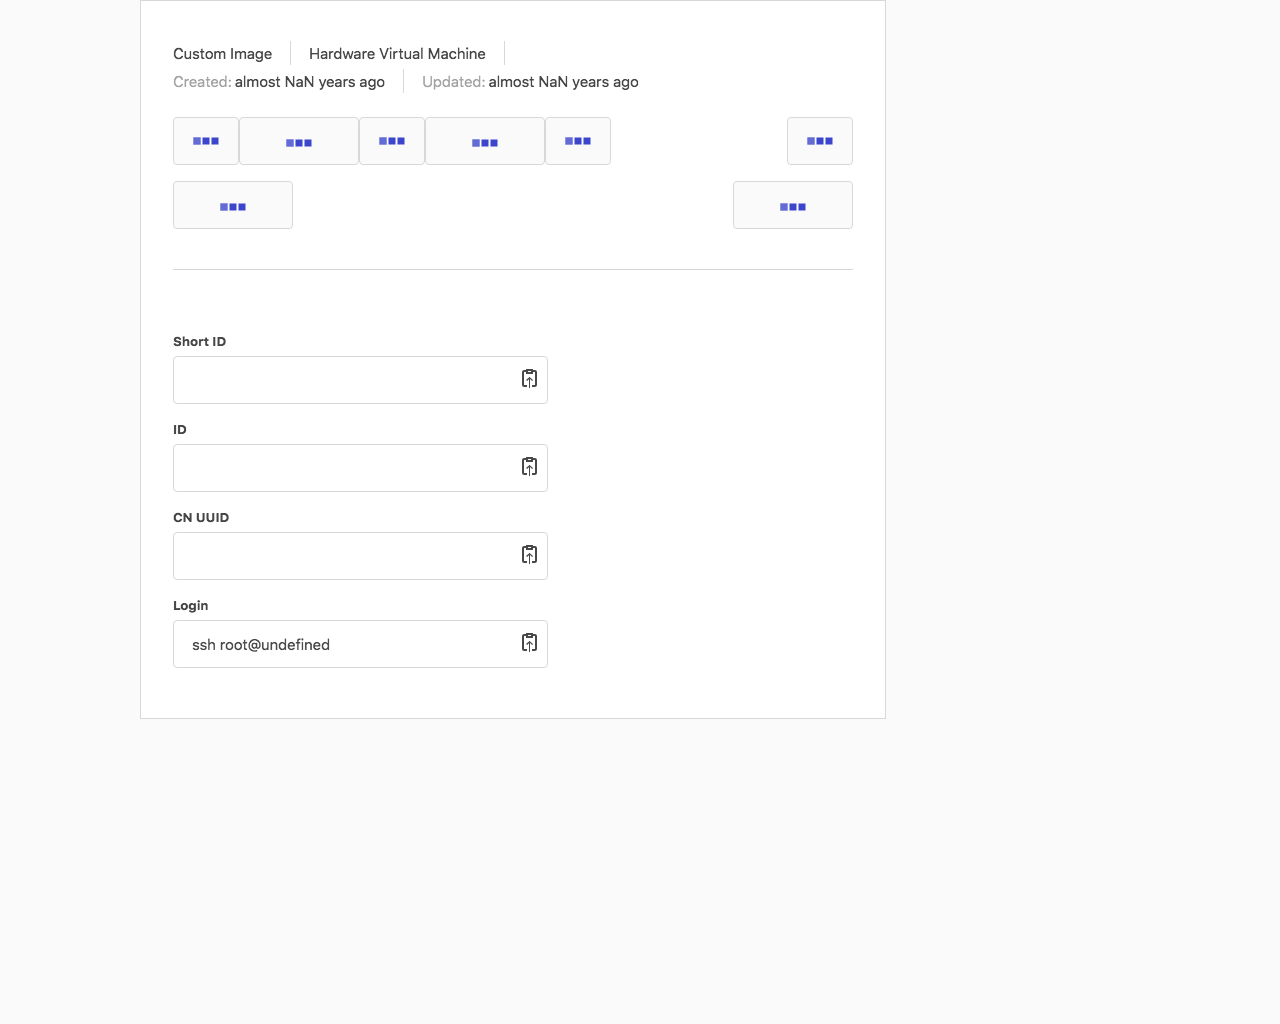 Custom Image Hardware Virtual Machine
Created: almost NaN years ago Updated: almost NaN years ago
Short ID
ID
CN UUID
Login
ssh root@undefined